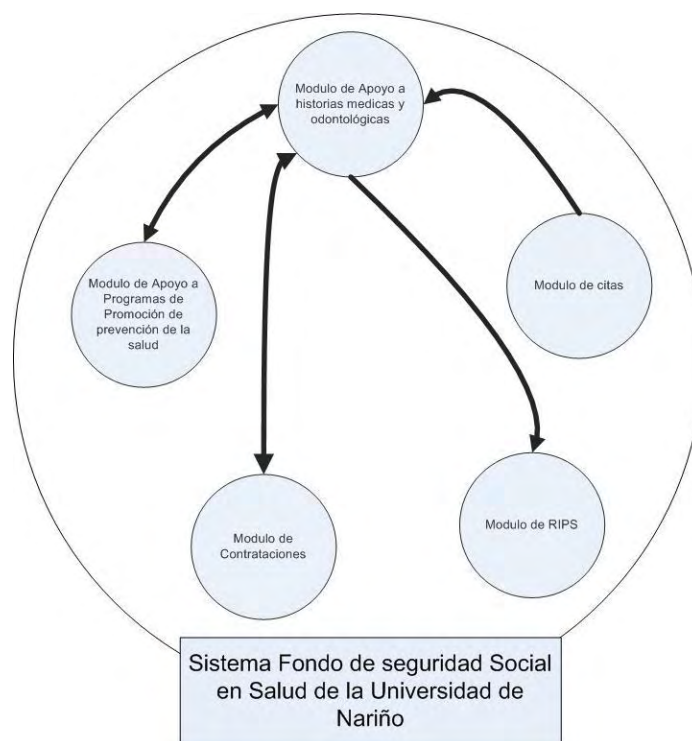 Modulo de Apoyo a
historias medicas y
odontológicas
Modulo de Apoyo a
Programas de
Promoción de
prevención de la
salud
Modulo de citas
Modulo de
Contrataciones
Modulo de RIPS
Sistema Fondo de seguridad Social
en Salud de la Universidad de
Nariño